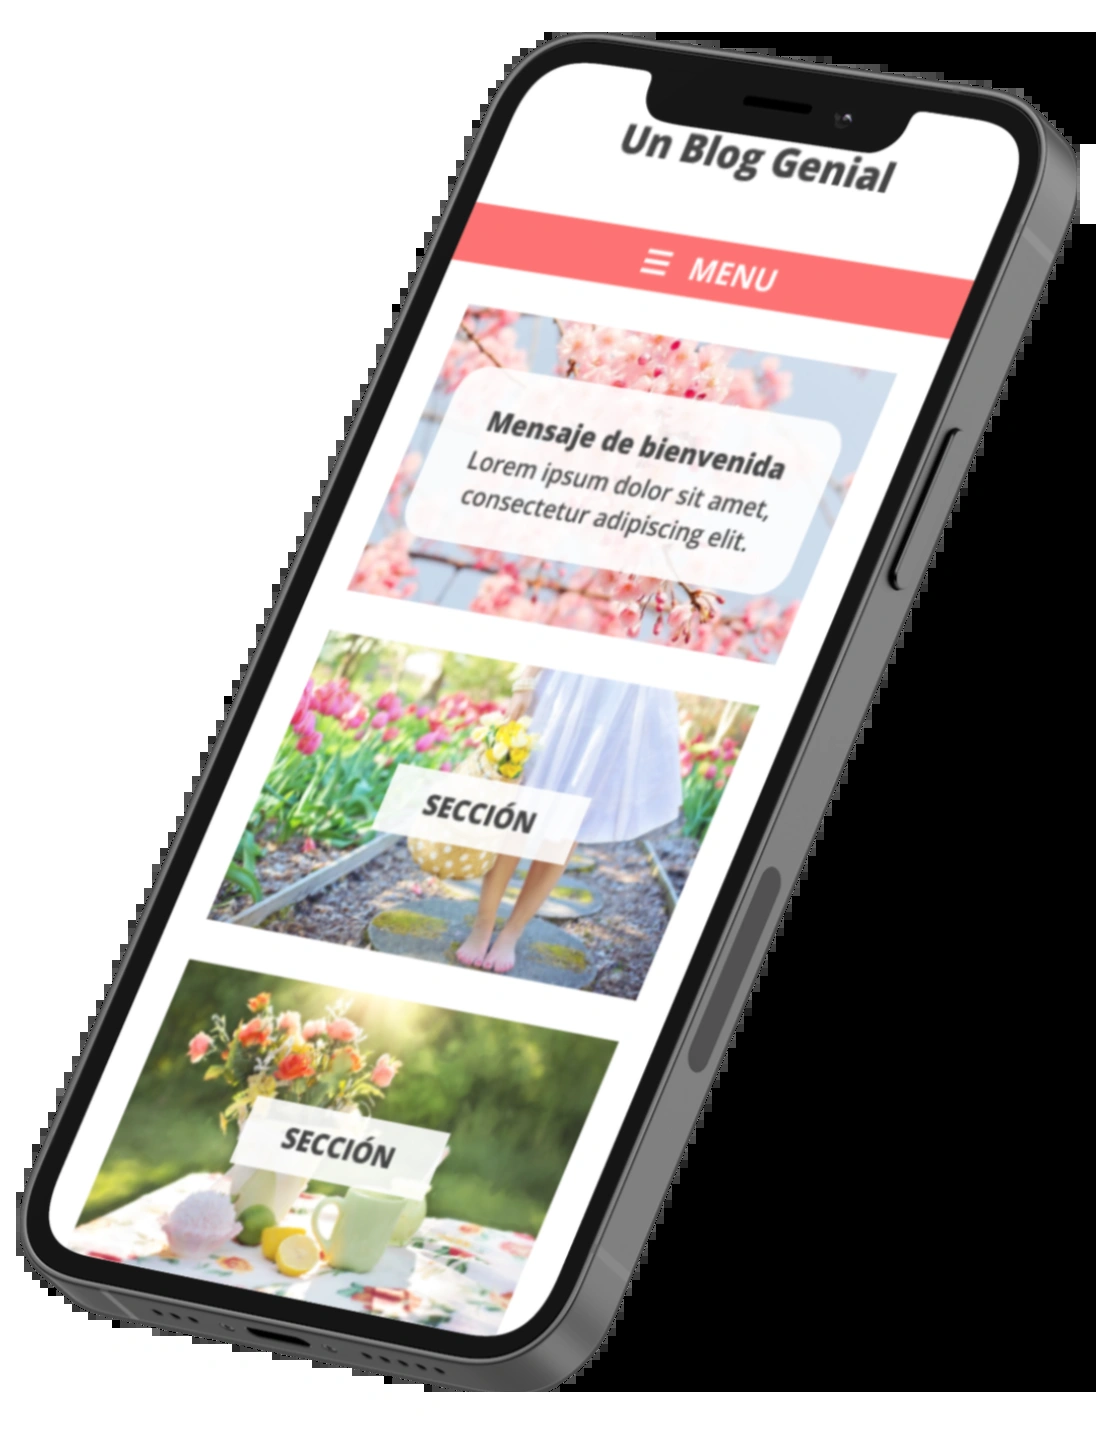 Un Blog Genial
☰ MENU
Mensaje de bienvenida
Lorem ipsum dolor sit amet,
consectetur adipiscing elit.
SECCIÓN
SECCIÓN